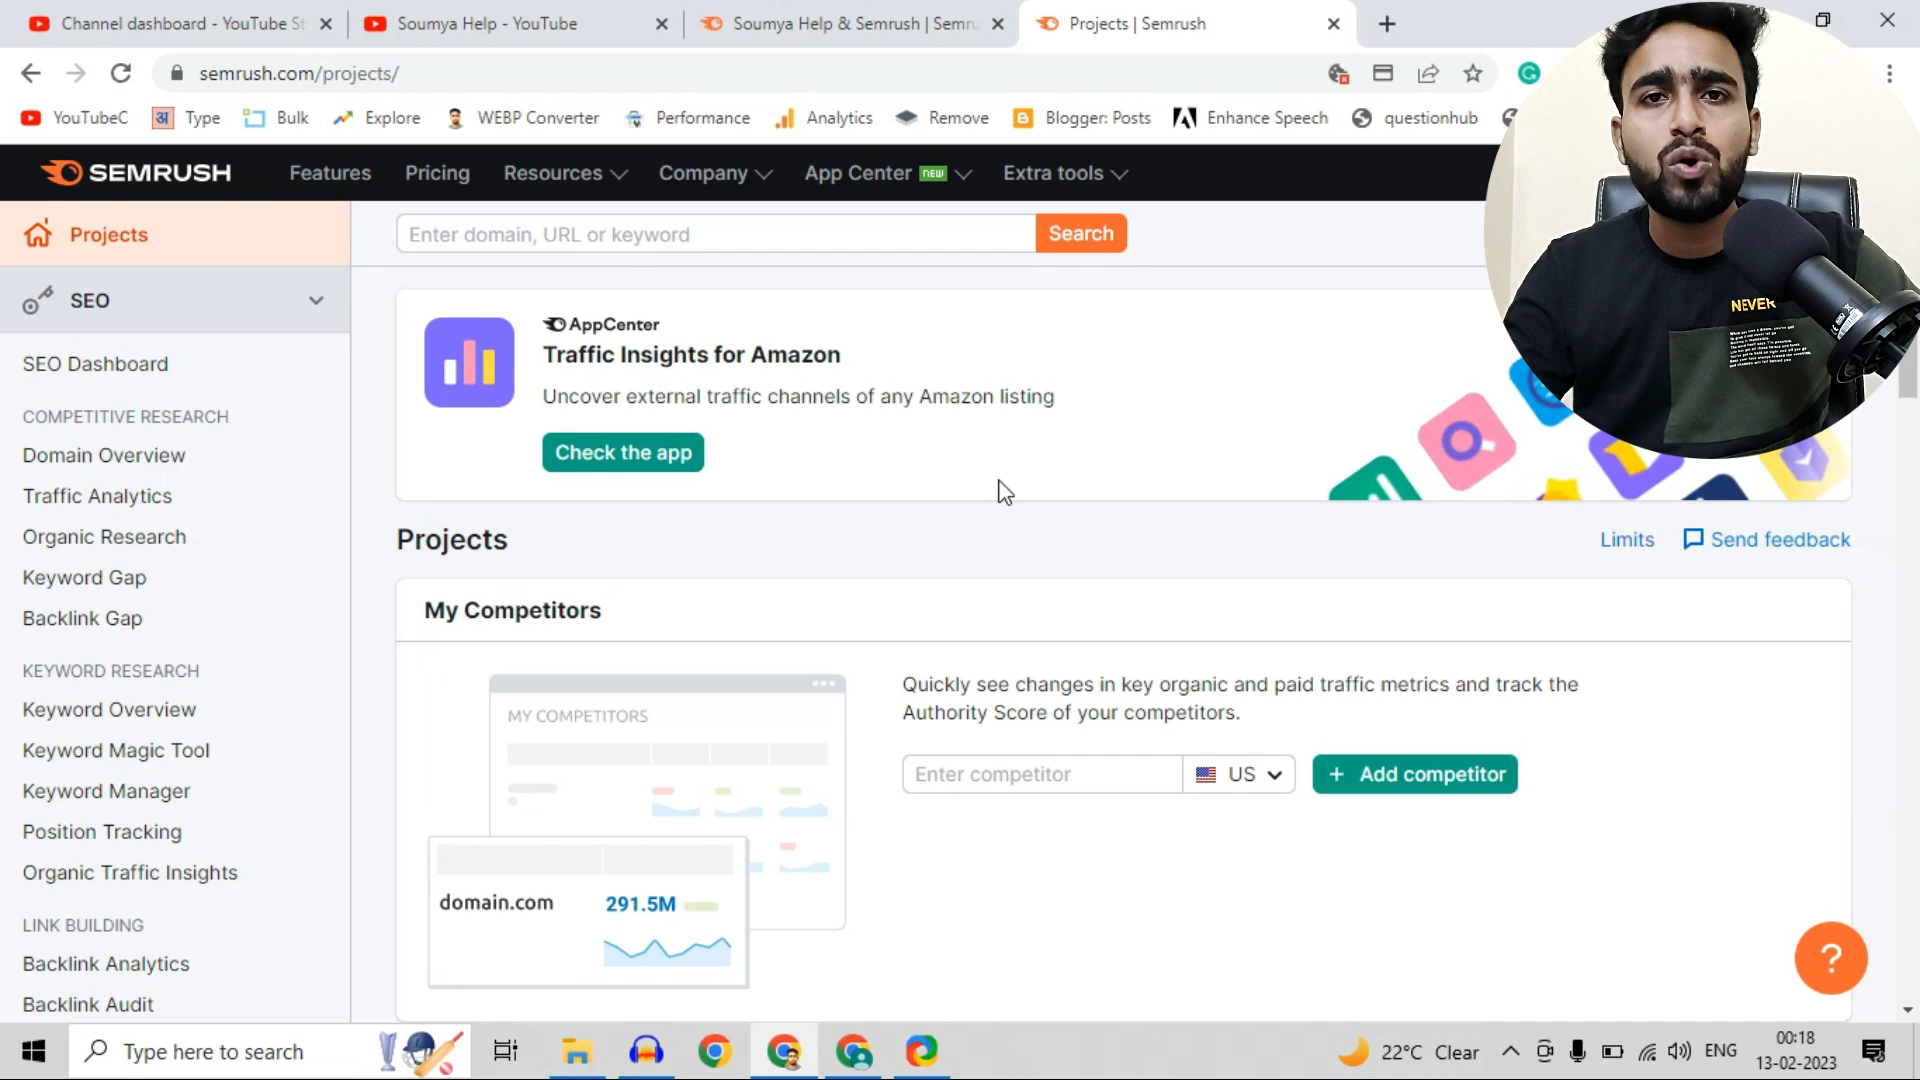 Channel dashboard - YouTube St
Soumya Help - YouTube
Soumya Help & Semrush | Semru
Projects | Semrush
semrush.com/projects/
YouTubeC
Type
Bulk
Explore
WEBP Converter
Performance
Analytics
Remove
Blogger: Posts
Enhance Speech
questionhub
SEMRUSH
Features
Pricing
Resources
Company
App Center NEW
Extra tools
Projects
Enter domain, URL or keyword
Search
SEO
SEO Dashboard
COMPETITIVE RESEARCH
Domain Overview
Traffic Analytics
Organic Research
Keyword Gap
Backlink Gap
KEYWORD RESEARCH
Keyword Overview
Keyword Magic Tool
Keyword Manager
Position Tracking
Organic Traffic Insights
LINK BUILDING
Backlink Analytics
Backlink Audit
AppCenter
Traffic Insights for Amazon
Uncover external traffic channels of any Amazon listing
Check the app
NEVER
Projects
Limits
Send feedback
My Competitors
MY COMPETITORS
domain.com
291.5M
Quickly see changes in key organic and paid traffic metrics and track the
Authority Score of your competitors.
Enter competitor
US
+ Add competitor
?
Type here to search
22°C Clear
ENG
00:18
13-02-2023